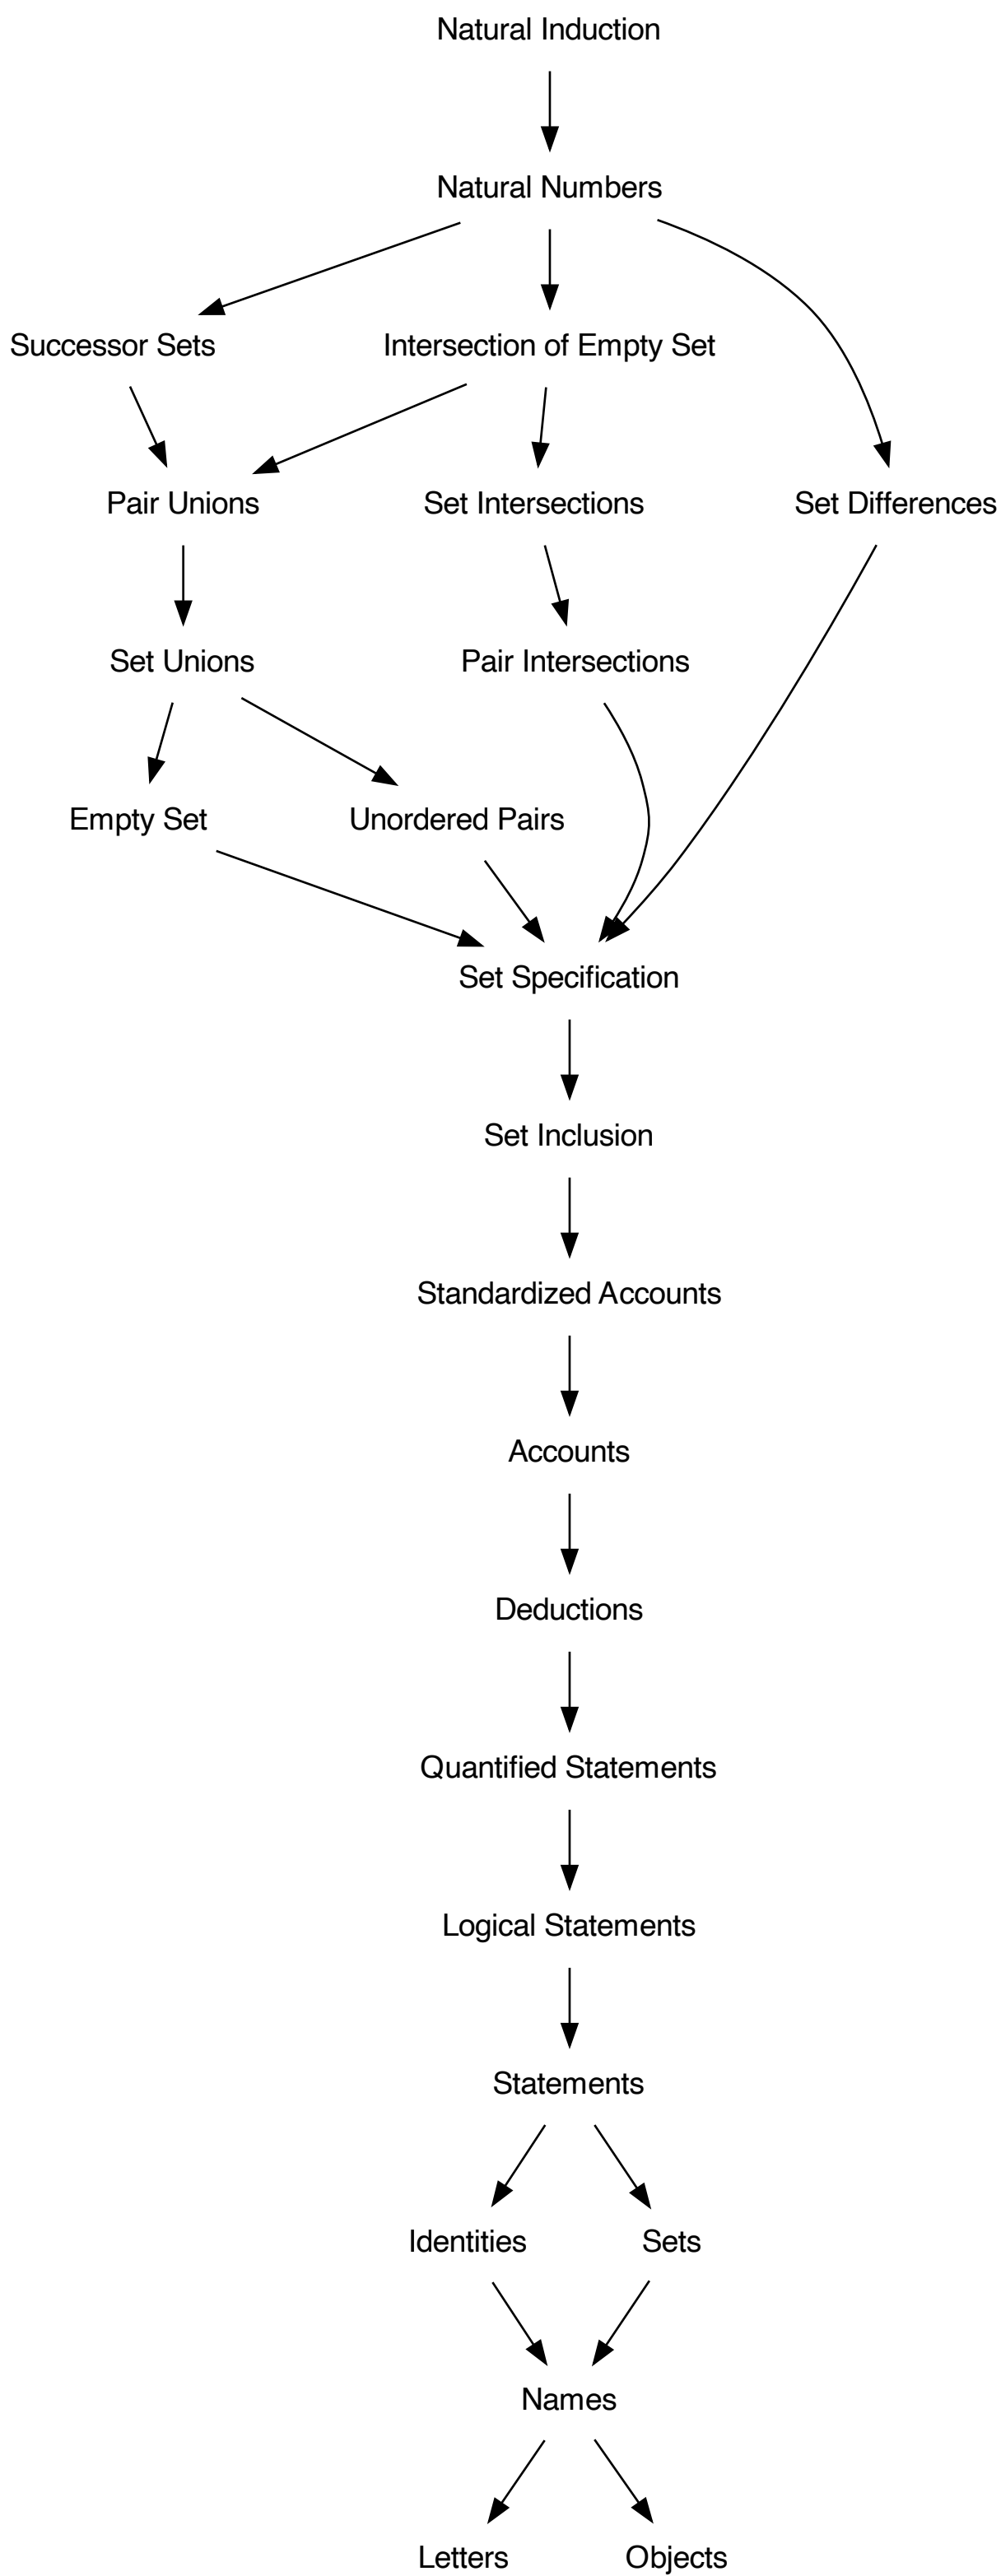 Natural Induction
Natural Numbers
Successor Sets
Intersection of Empty Set
Pair Unions
Set Intersections
Set Differences
Set Unions
Pair Intersections
Empty Set
Unordered Pairs
Set Specification
Set Inclusion
Standardized Accounts
Accounts
Deductions
Quantified Statements
Logical Statements
Statements
Identities
Sets
Names
Letters
Objects